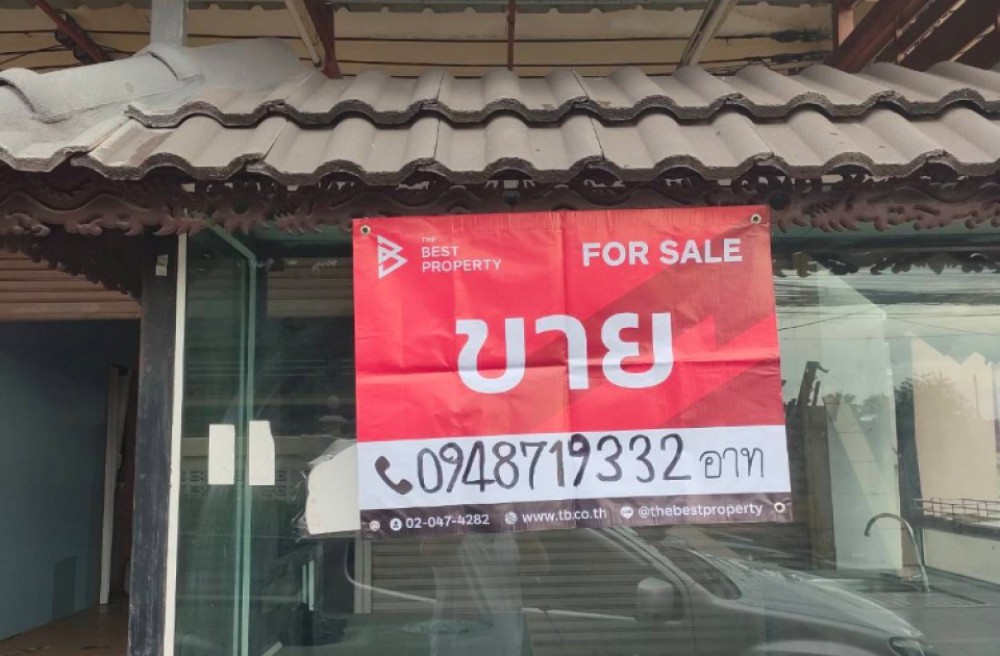 THE
BEST
PROPERTY
FOR SALE
ขาย
0948719332 อาท
02-047-4282 www.tb.co.th @thebestproperty